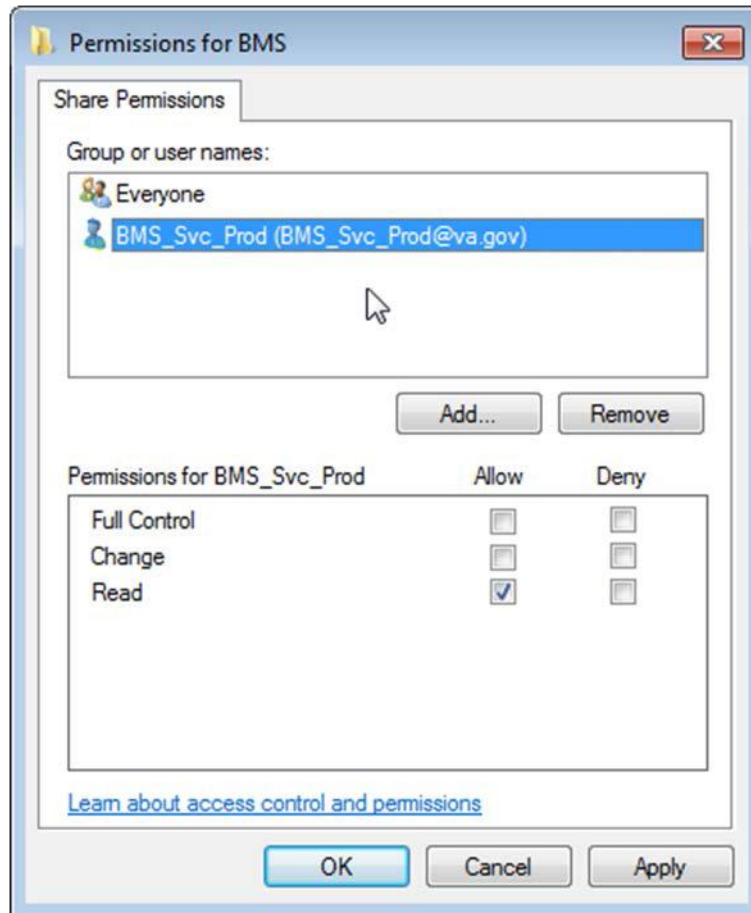 Permissions for BMS
Share Permissions
Group or user names:
Everyone
BMS_Svc_Prod (BMS_Svc_Prod@va.gov)
Add... Remove
Permissions for BMS_Svc_Prod Allow Deny
Full Control
Change
Read
Learn about access control and permissions
OK Cancel Apply